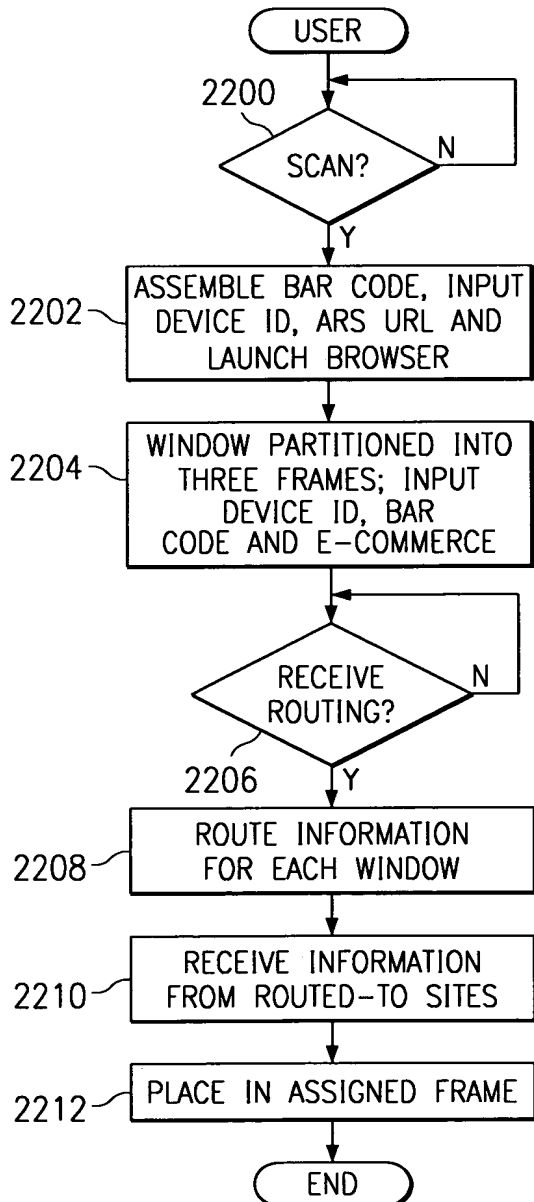 USER
2200
SCAN?
N
Y
2202
ASSEMBLE BAR CODE, INPUT
DEVICE ID, ARS URL AND
LAUNCH BROWSER
2204
WINDOW PARTITIONED INTO
THREE FRAMES; INPUT
DEVICE ID, BAR
CODE AND E-COMMERCE
RECEIVE
ROUTING?
N
2206
Y
2208
ROUTE INFORMATION
FOR EACH WINDOW
2210
RECEIVE INFORMATION
FROM ROUTED-TO SITES
2212
PLACE IN ASSIGNED FRAME
END